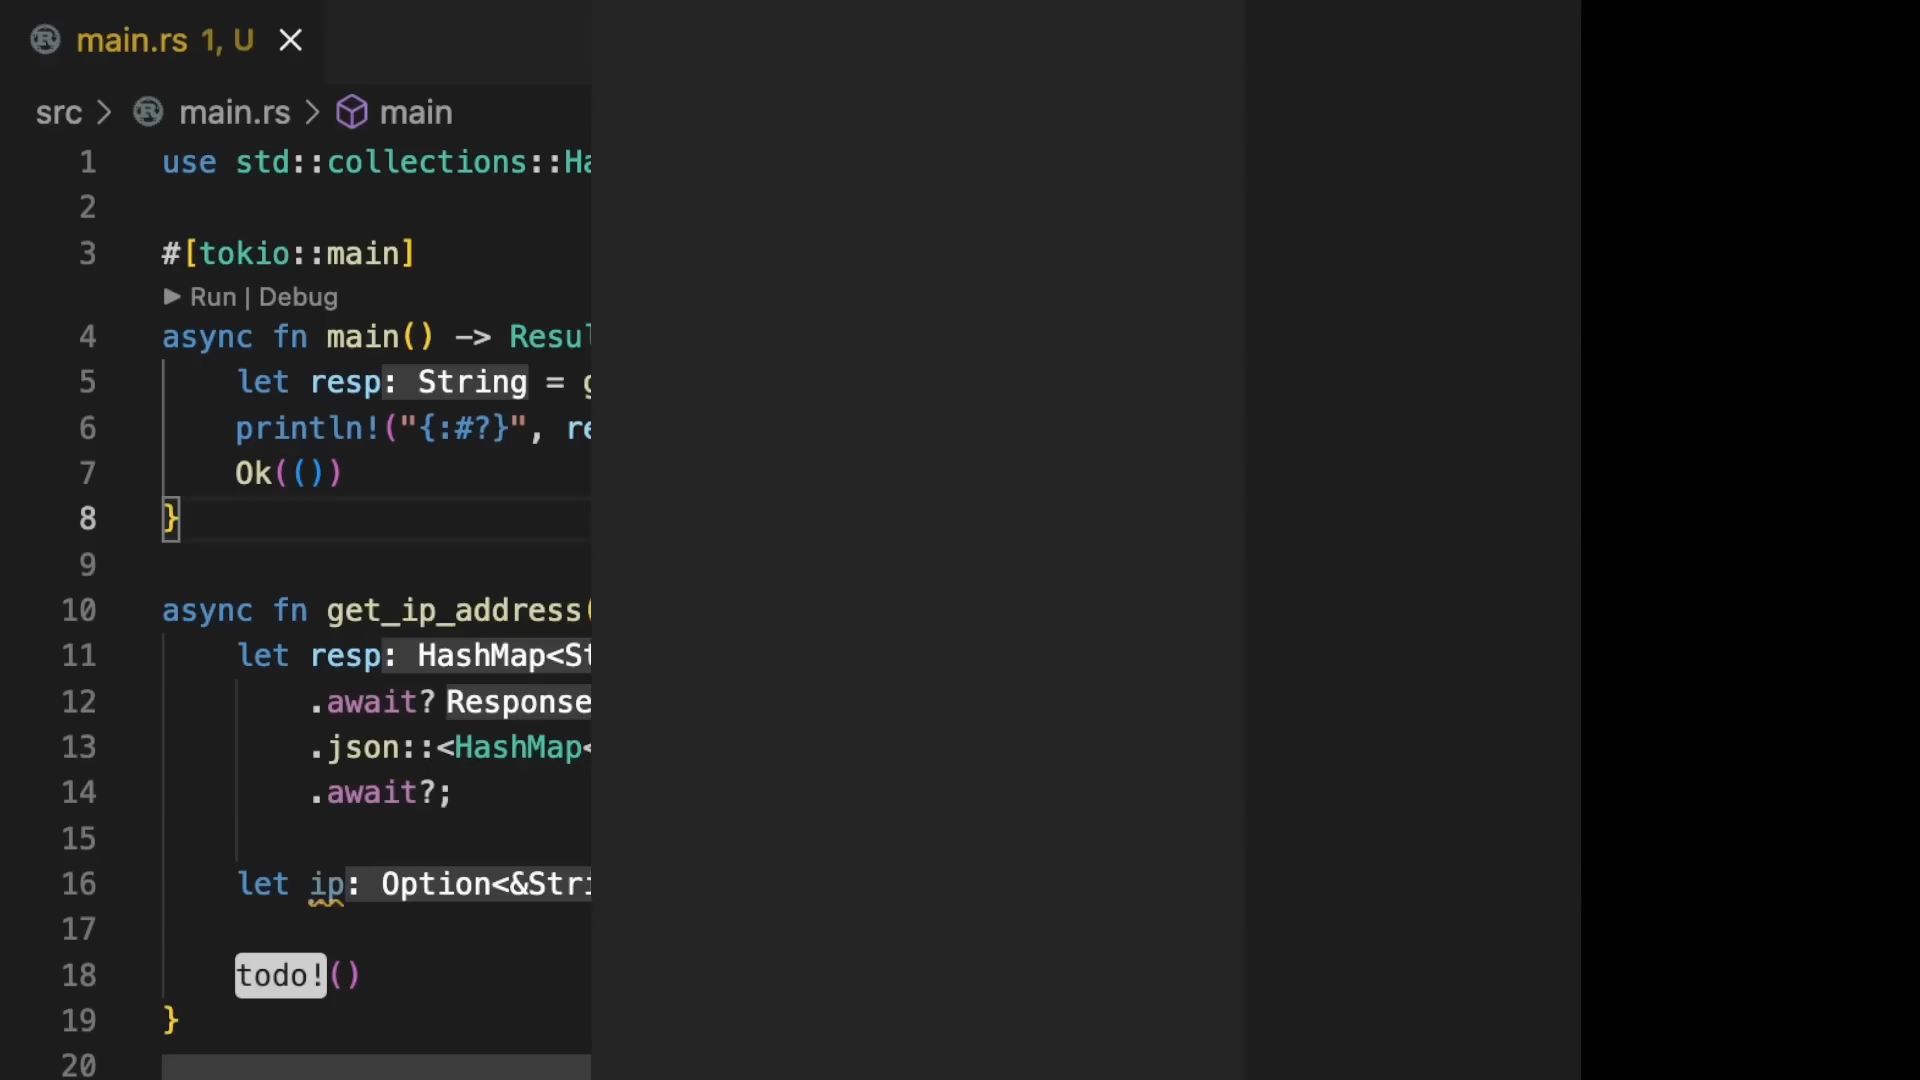 main.rs 1, U
src > main.rs > main
1 use std::collections::Ha
2
3 #[tokio::main]
Run | Debug
4 async fn main() -> Resul
5 let resp: String = g
6 println!("{:#?}", re
7 Ok(())
8 }
9
10 async fn get_ip_address(
11 let resp: HashMap<St
12 .await? Response
13 .json::<HashMap<
14 .await?;
15
16 let ip: Option<&Stri
17
18 todo!()
19 }
20